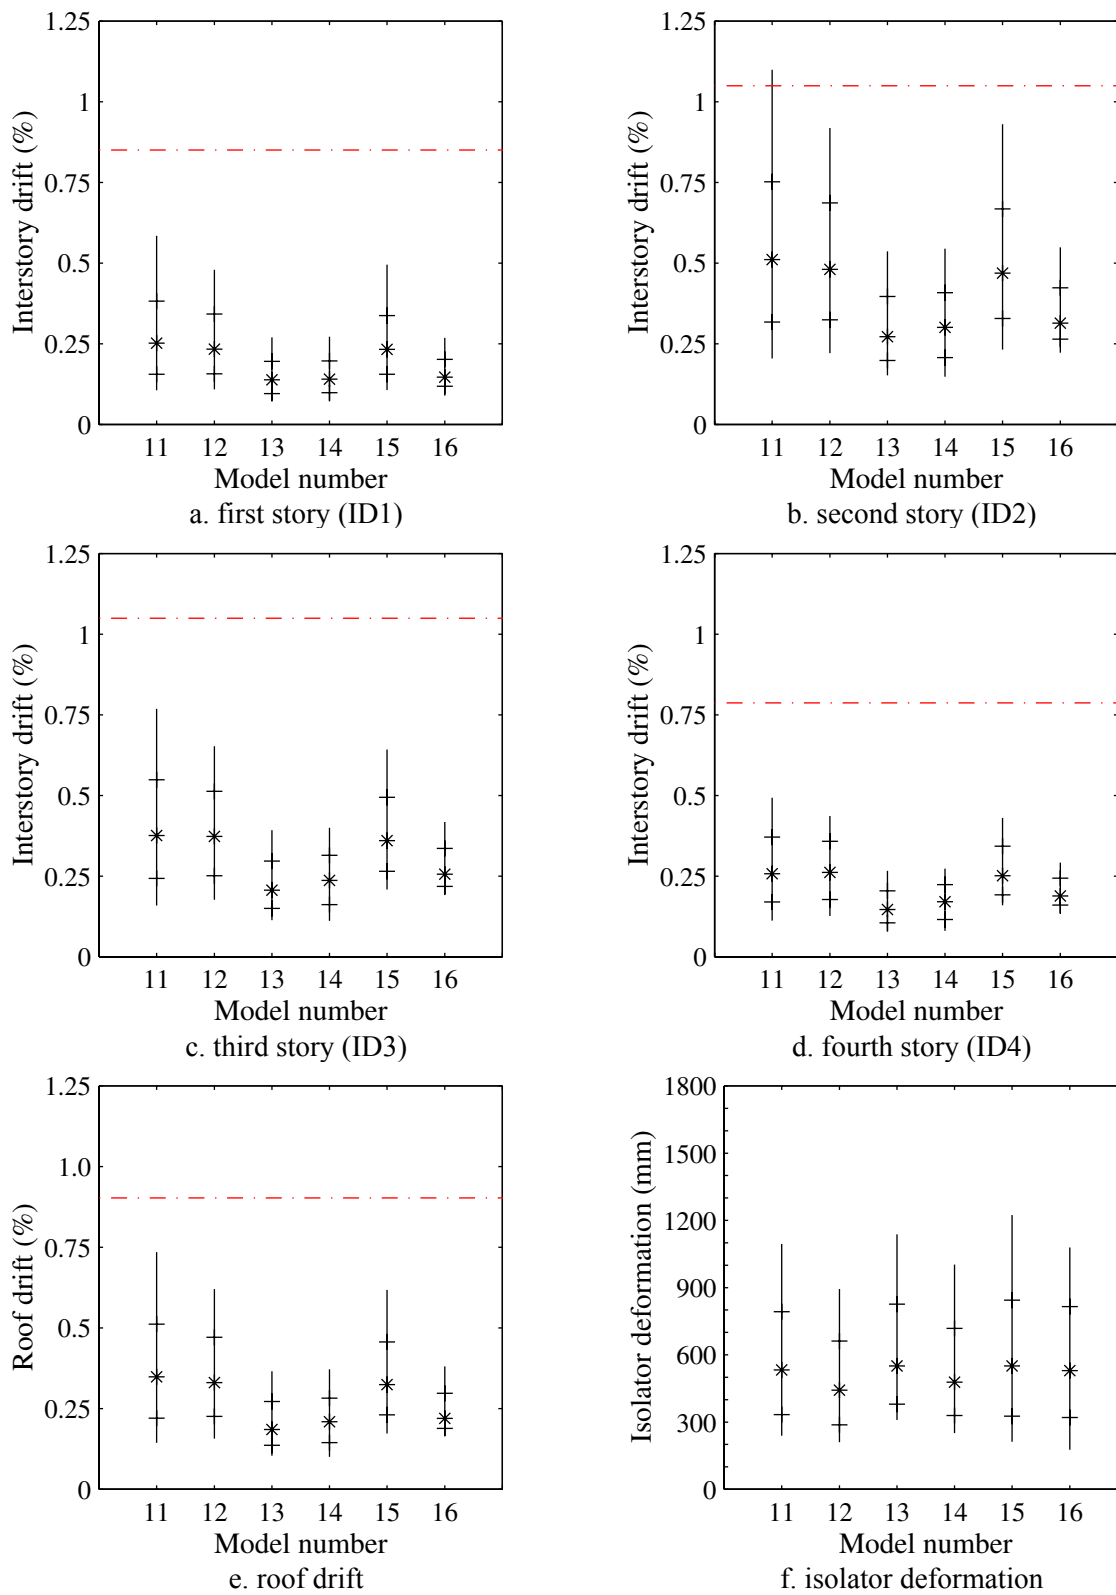 1.25
1
0.75
0.5
0.25
0
Interstory drift (%)
11 12 13 14 15 16
Model number
a. first story (ID1)
1.25
1
0.75
0.5
0.25
0
Interstory drift (%)
11 12 13 14 15 16
Model number
b. second story (ID2)
1.25
1
0.75
0.5
0.25
0
Interstory drift (%)
11 12 13 14 15 16
Model number
c. third story (ID3)
1.25
1
0.75
0.5
0.25
0
Interstory drift (%)
11 12 13 14 15 16
Model number
d. fourth story (ID4)
1.25
1.0
0.75
0.5
0.25
0
Roof drift (%)
11 12 13 14 15 16
Model number
e. roof drift
1800
1500
1200
900
600
300
0
Isolator deformation (mm)
11 12 13 14 15 16
Model number
f. isolator deformation